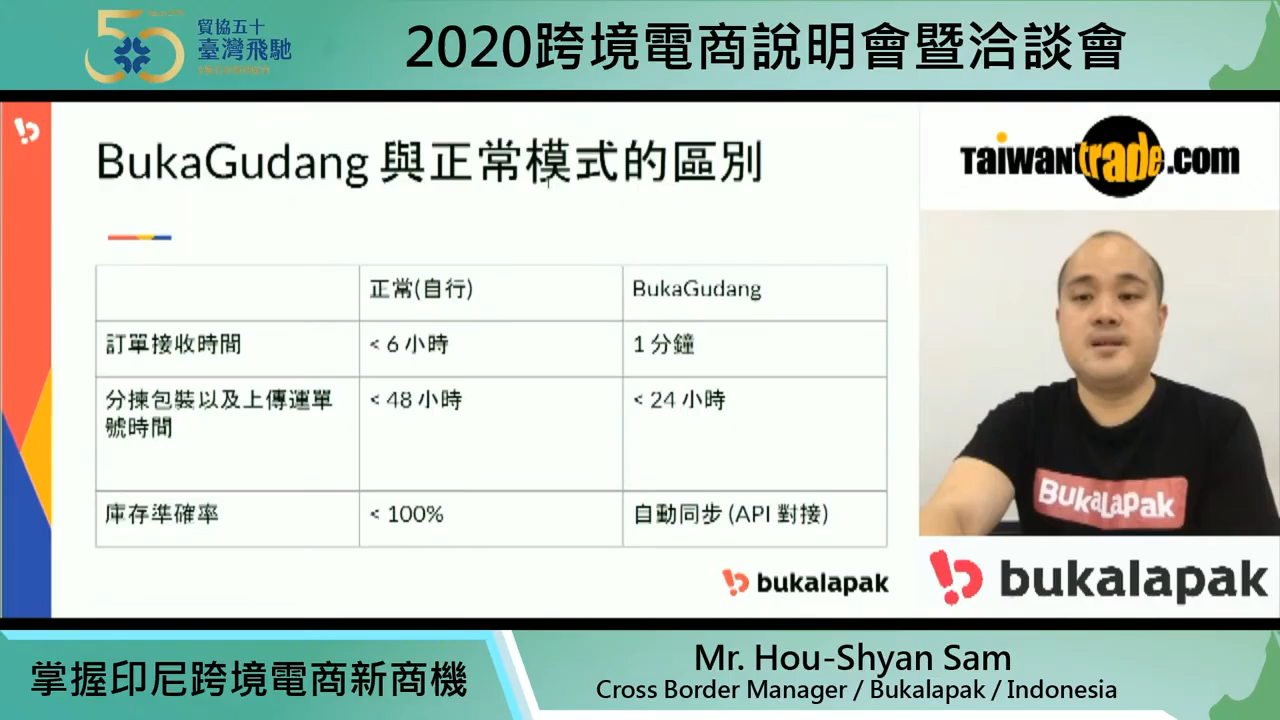 50
貿協五十
臺灣飛馳
2020跨境電商說明會暨洽談會
BukaGudang 與正常模式的區別
正常(自行)
BukaGudang
訂單接收時間
< 6 小時
1 分鐘
分揀包裝以及上傳運單
號時間
< 48 小時
< 24 小時
庫存準確率
< 100%
自動同步 (API 對接)
bukalapak
TaiwanTrade.com
BukaLapak
bukalapak
掌握印尼跨境電商新商機
Mr. Hou-Shyan Sam
Cross Border Manager / Bukalapak / Indonesia